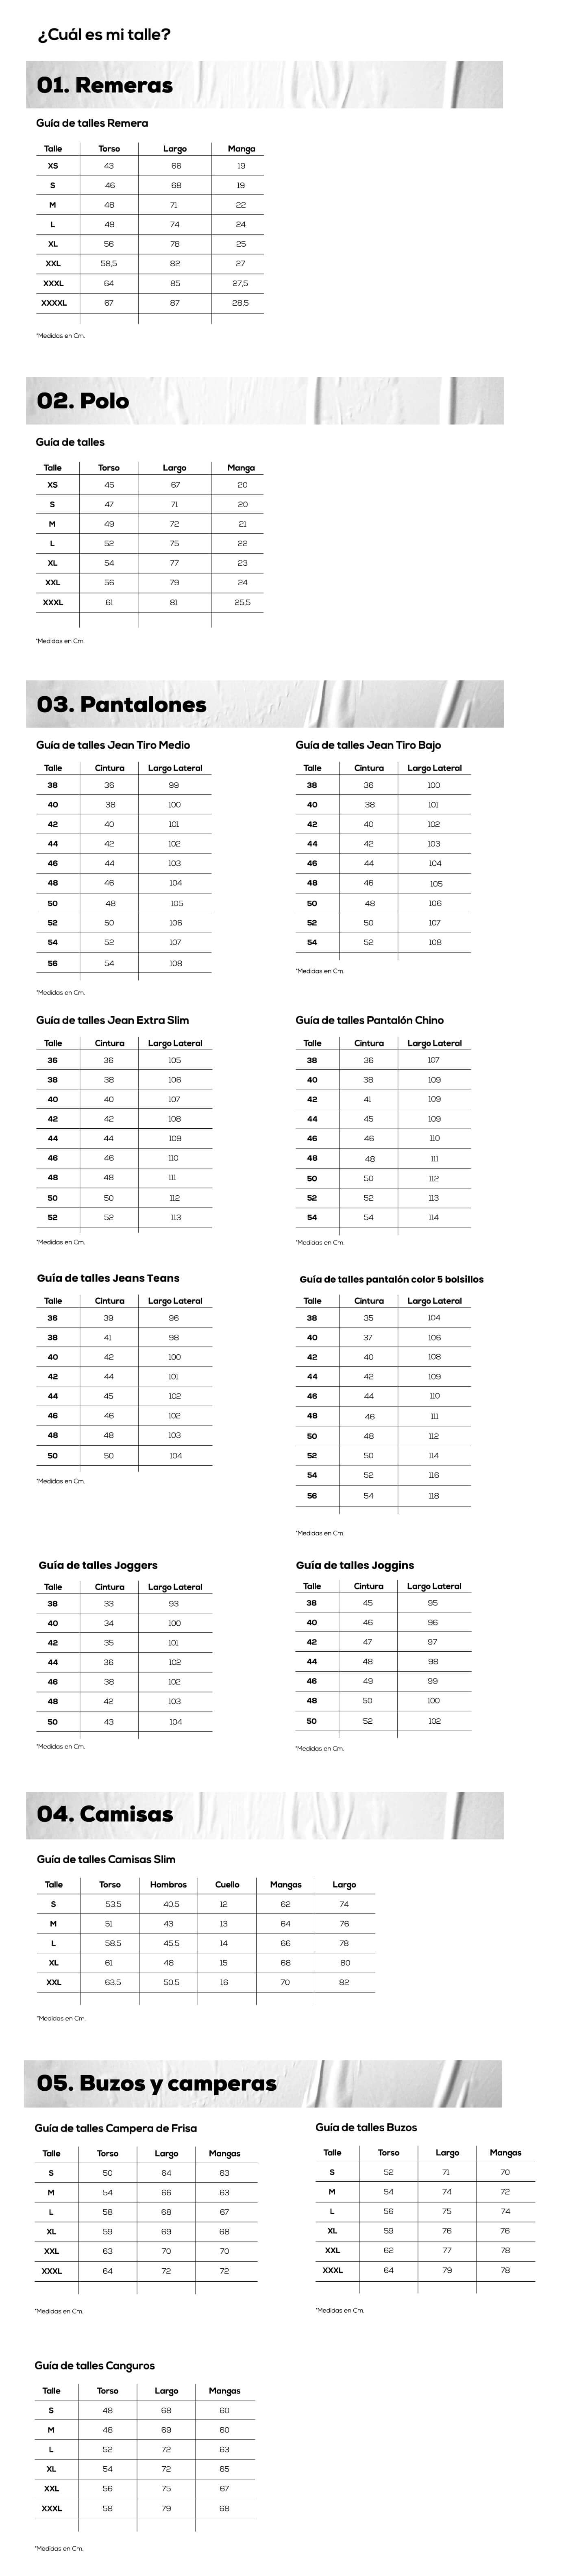 ¿Cuál es mi talle?
01. Remeras
Guía de talles Remera
Talle Torso Largo Manga
XS 43 66 19
S 46 68 19
M 48 71 22
L 49 74 24
XL 56 78 25
XXL 58,5 82 27
XXXL 64 85 27,5
XXXXL 67 87 28,5
*Medidas en Cm.
02. Polo
Guía de talles
Talle Torso Largo Manga
XS 45 67 20
S 47 71 20
M 49 72 21
L 52 75 22
XL 54 77 23
XXL 56 79 24
XXXL 61 81 25,5
*Medidas en Cm.
03. Pantalones
Guía de talles Jean Tiro Medio
Talle Cintura Largo Lateral
38 36 99
40 38 100
42 40 101
44 42 102
46 44 103
48 46 104
50 48 105
52 50 106
54 52 107
56 54 108
*Medidas en Cm.
Guía de talles Jean Tiro Bajo
Talle Cintura Largo Lateral
38 36 100
40 38 101
42 40 102
44 42 103
46 44 104
48 46 105
50 48 106
52 50 107
54 52 108
*Medidas en Cm.
Guía de talles Jean Extra Slim
Talle Cintura Largo Lateral
36 36 105
38 38 106
40 40 107
42 42 108
44 44 109
46 46 110
48 48 111
50 50 112
52 52 113
*Medidas en Cm.
Guía de talles Pantalón Chino
Talle Cintura Largo Lateral
38 36 107
40 38 109
42 41 109
44 45 109
46 46 110
48 48 111
50 50 112
52 52 113
54 54 114
*Medidas en Cm.
Guía de talles Jeans Teans
Talle Cintura Largo Lateral
36 39 96
38 41 98
40 42 100
42 44 101
44 45 102
46 46 102
48 48 103
50 50 104
*Medidas en Cm.
Guía de talles pantalón color 5 bolsillos
Talle Cintura Largo Lateral
38 35 104
40 37 106
42 40 108
44 42 109
46 44 110
48 46 111
50 48 112
52 50 114
54 52 116
56 54 118
*Medidas en Cm.
Guía de talles Joggers
Talle Cintura Largo Lateral
38 33 93
40 34 100
42 35 101
44 36 102
46 38 102
48 42 103
50 43 104
*Medidas en Cm.
Guía de talles Joggins
Talle Cintura Largo Lateral
38 45 95
40 46 96
42 47 97
44 48 98
46 49 99
48 50 100
50 52 102
*Medidas en Cm.
04. Camisas
Guía de talles Camisas Slim
Talle Torso Hombros Cuello Mangas Largo
S 53.5 40.5 12 62 74
M 51 43 13 64 76
L 58.5 45.5 14 66 78
XL 61 48 15 68 80
XXL 63.5 50.5 16 70 82
*Medidas en Cm.
05. Buzos y camperas
Guía de talles Campera de Frisa
Talle Torso Largo Mangas
S 50 64 63
M 54 66 63
L 58 68 67
XL 59 69 68
XXL 63 70 70
XXXL 64 72 72
*Medidas en Cm.
Guía de talles Buzos
Talle Torso Largo Mangas
S 52 71 70
M 54 74 72
L 56 75 74
XL 59 76 76
XXL 62 77 78
XXXL 64 79 78
*Medidas en Cm.
Guía de talles Canguros
Talle Torso Largo Mangas
S 48 68 60
M 48 69 60
L 52 72 63
XL 54 72 65
XXL 56 75 67
XXXL 58 79 68
*Medidas en Cm.